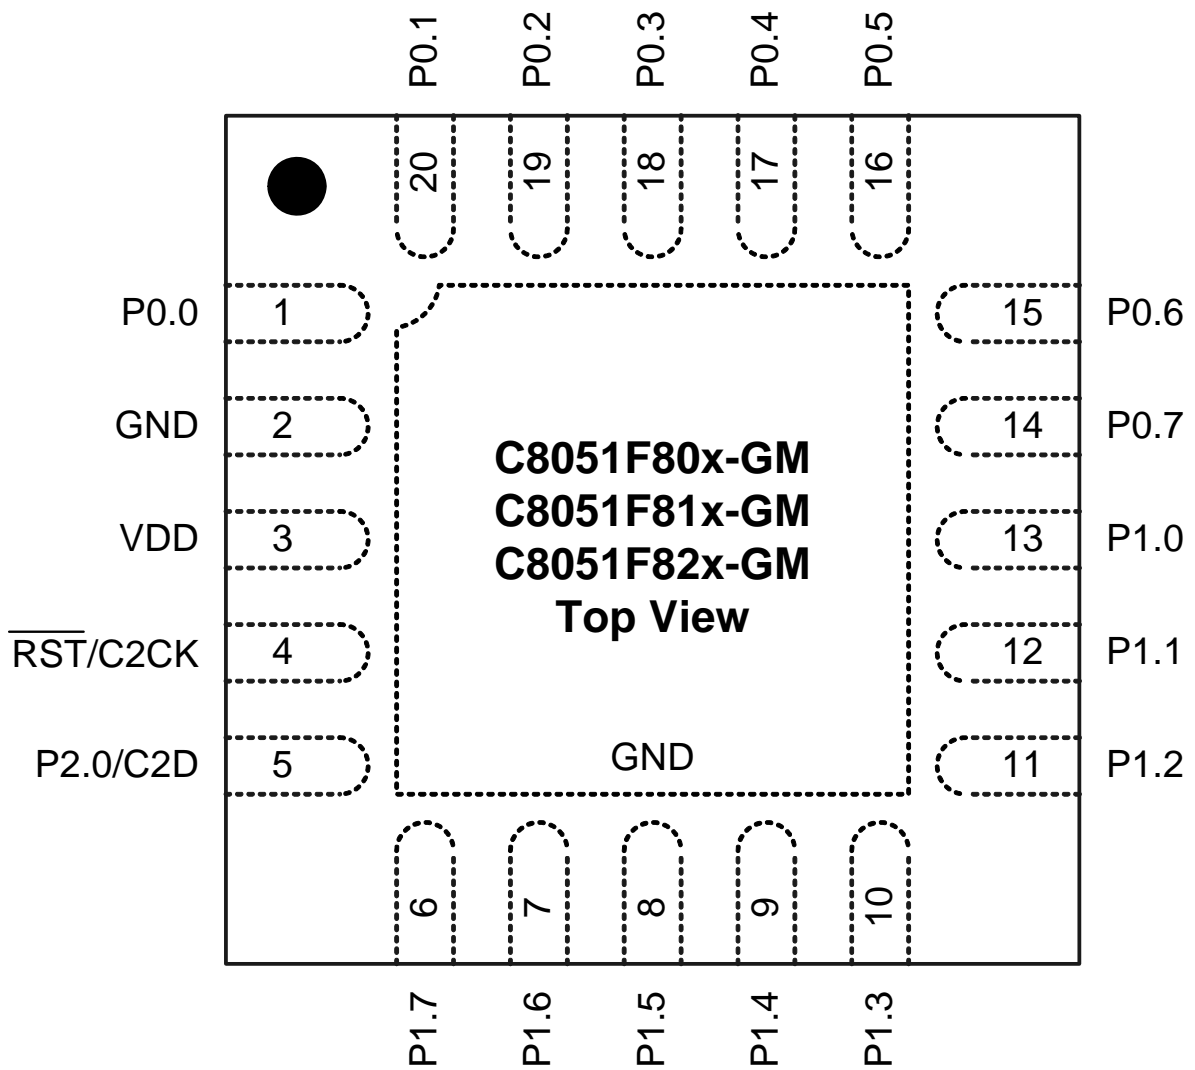 P0.1
P0.2
P0.3
P0.4
P0.5
20
19
18
17
16
P0.0
1
15
P0.6
GND
2
14
P0.7
C8051F80x-GM
C8051F81x-GM
C8051F82x-GM
Top View
VDD
3
13
P1.0
RST/C2CK
4
12
P1.1
P2.0/C2D
5
GND
11
P1.2
6
7
8
9
10
P1.7
P1.6
P1.5
P1.4
P1.3